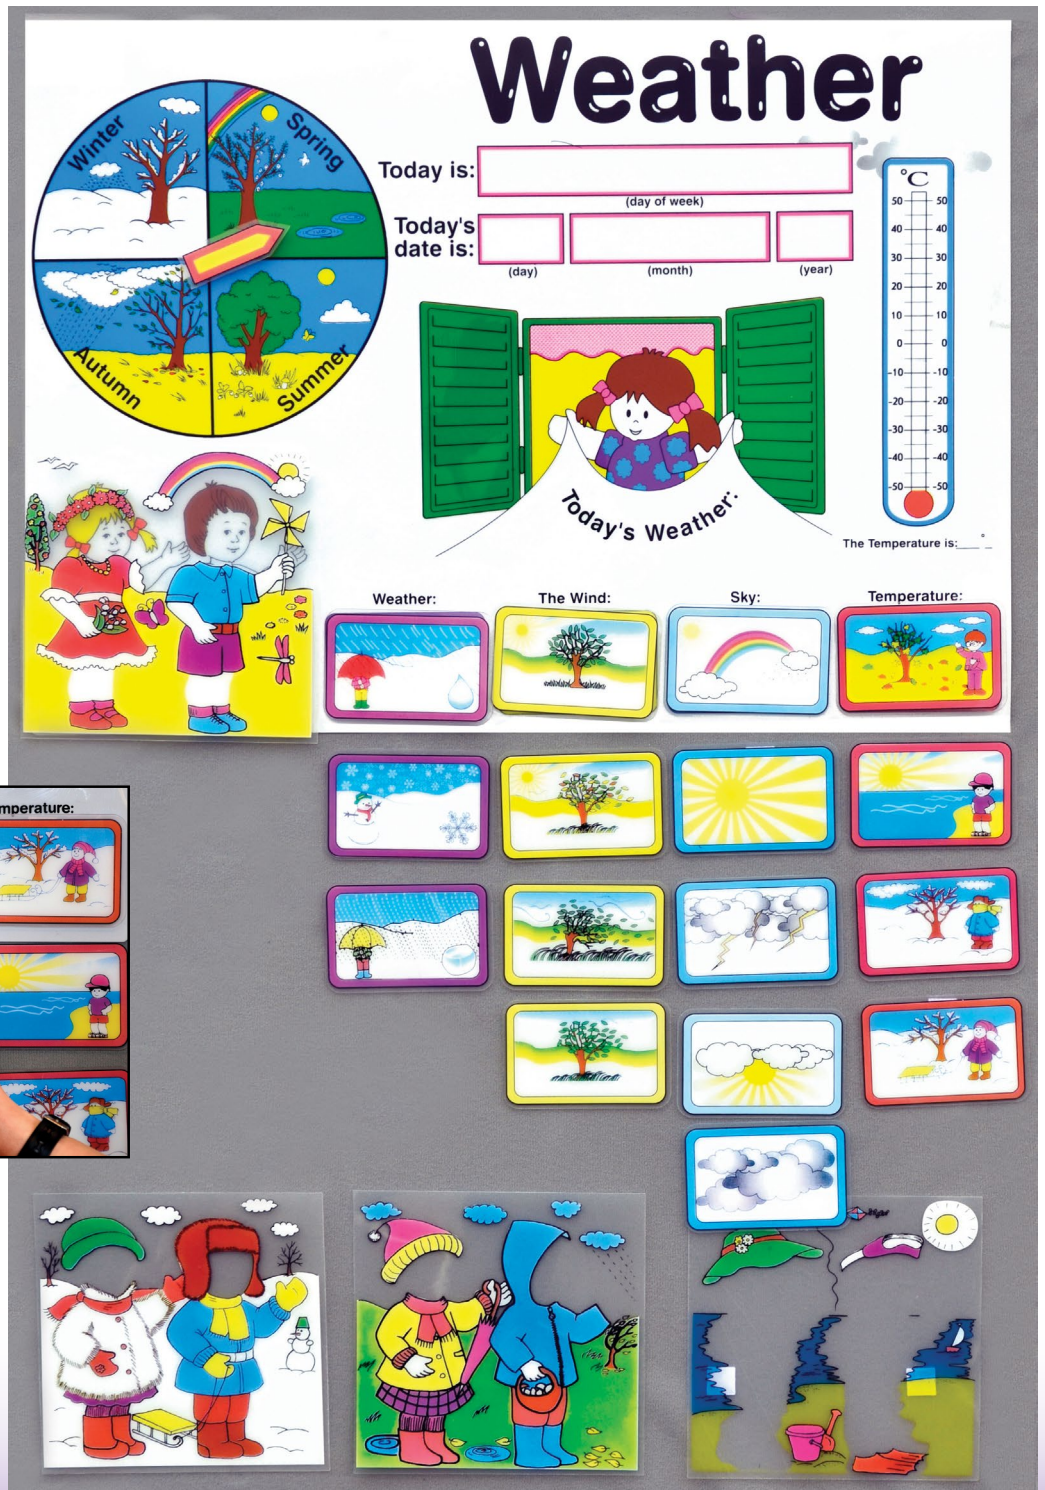 Weather
Winter
Spring
Autumn
Summer
Today is:
(day of week)
Today's
date is:
(day)
(month)
(year)
°C
50 50
40 40
30 30
20 20
10 10
0 0
-10 -10
-20 -20
-30 -30
-40 -40
-50 -50
Today's Weather:
The Temperature is:___°_
Weather:
The Wind:
Sky:
Temperature:
mperature: